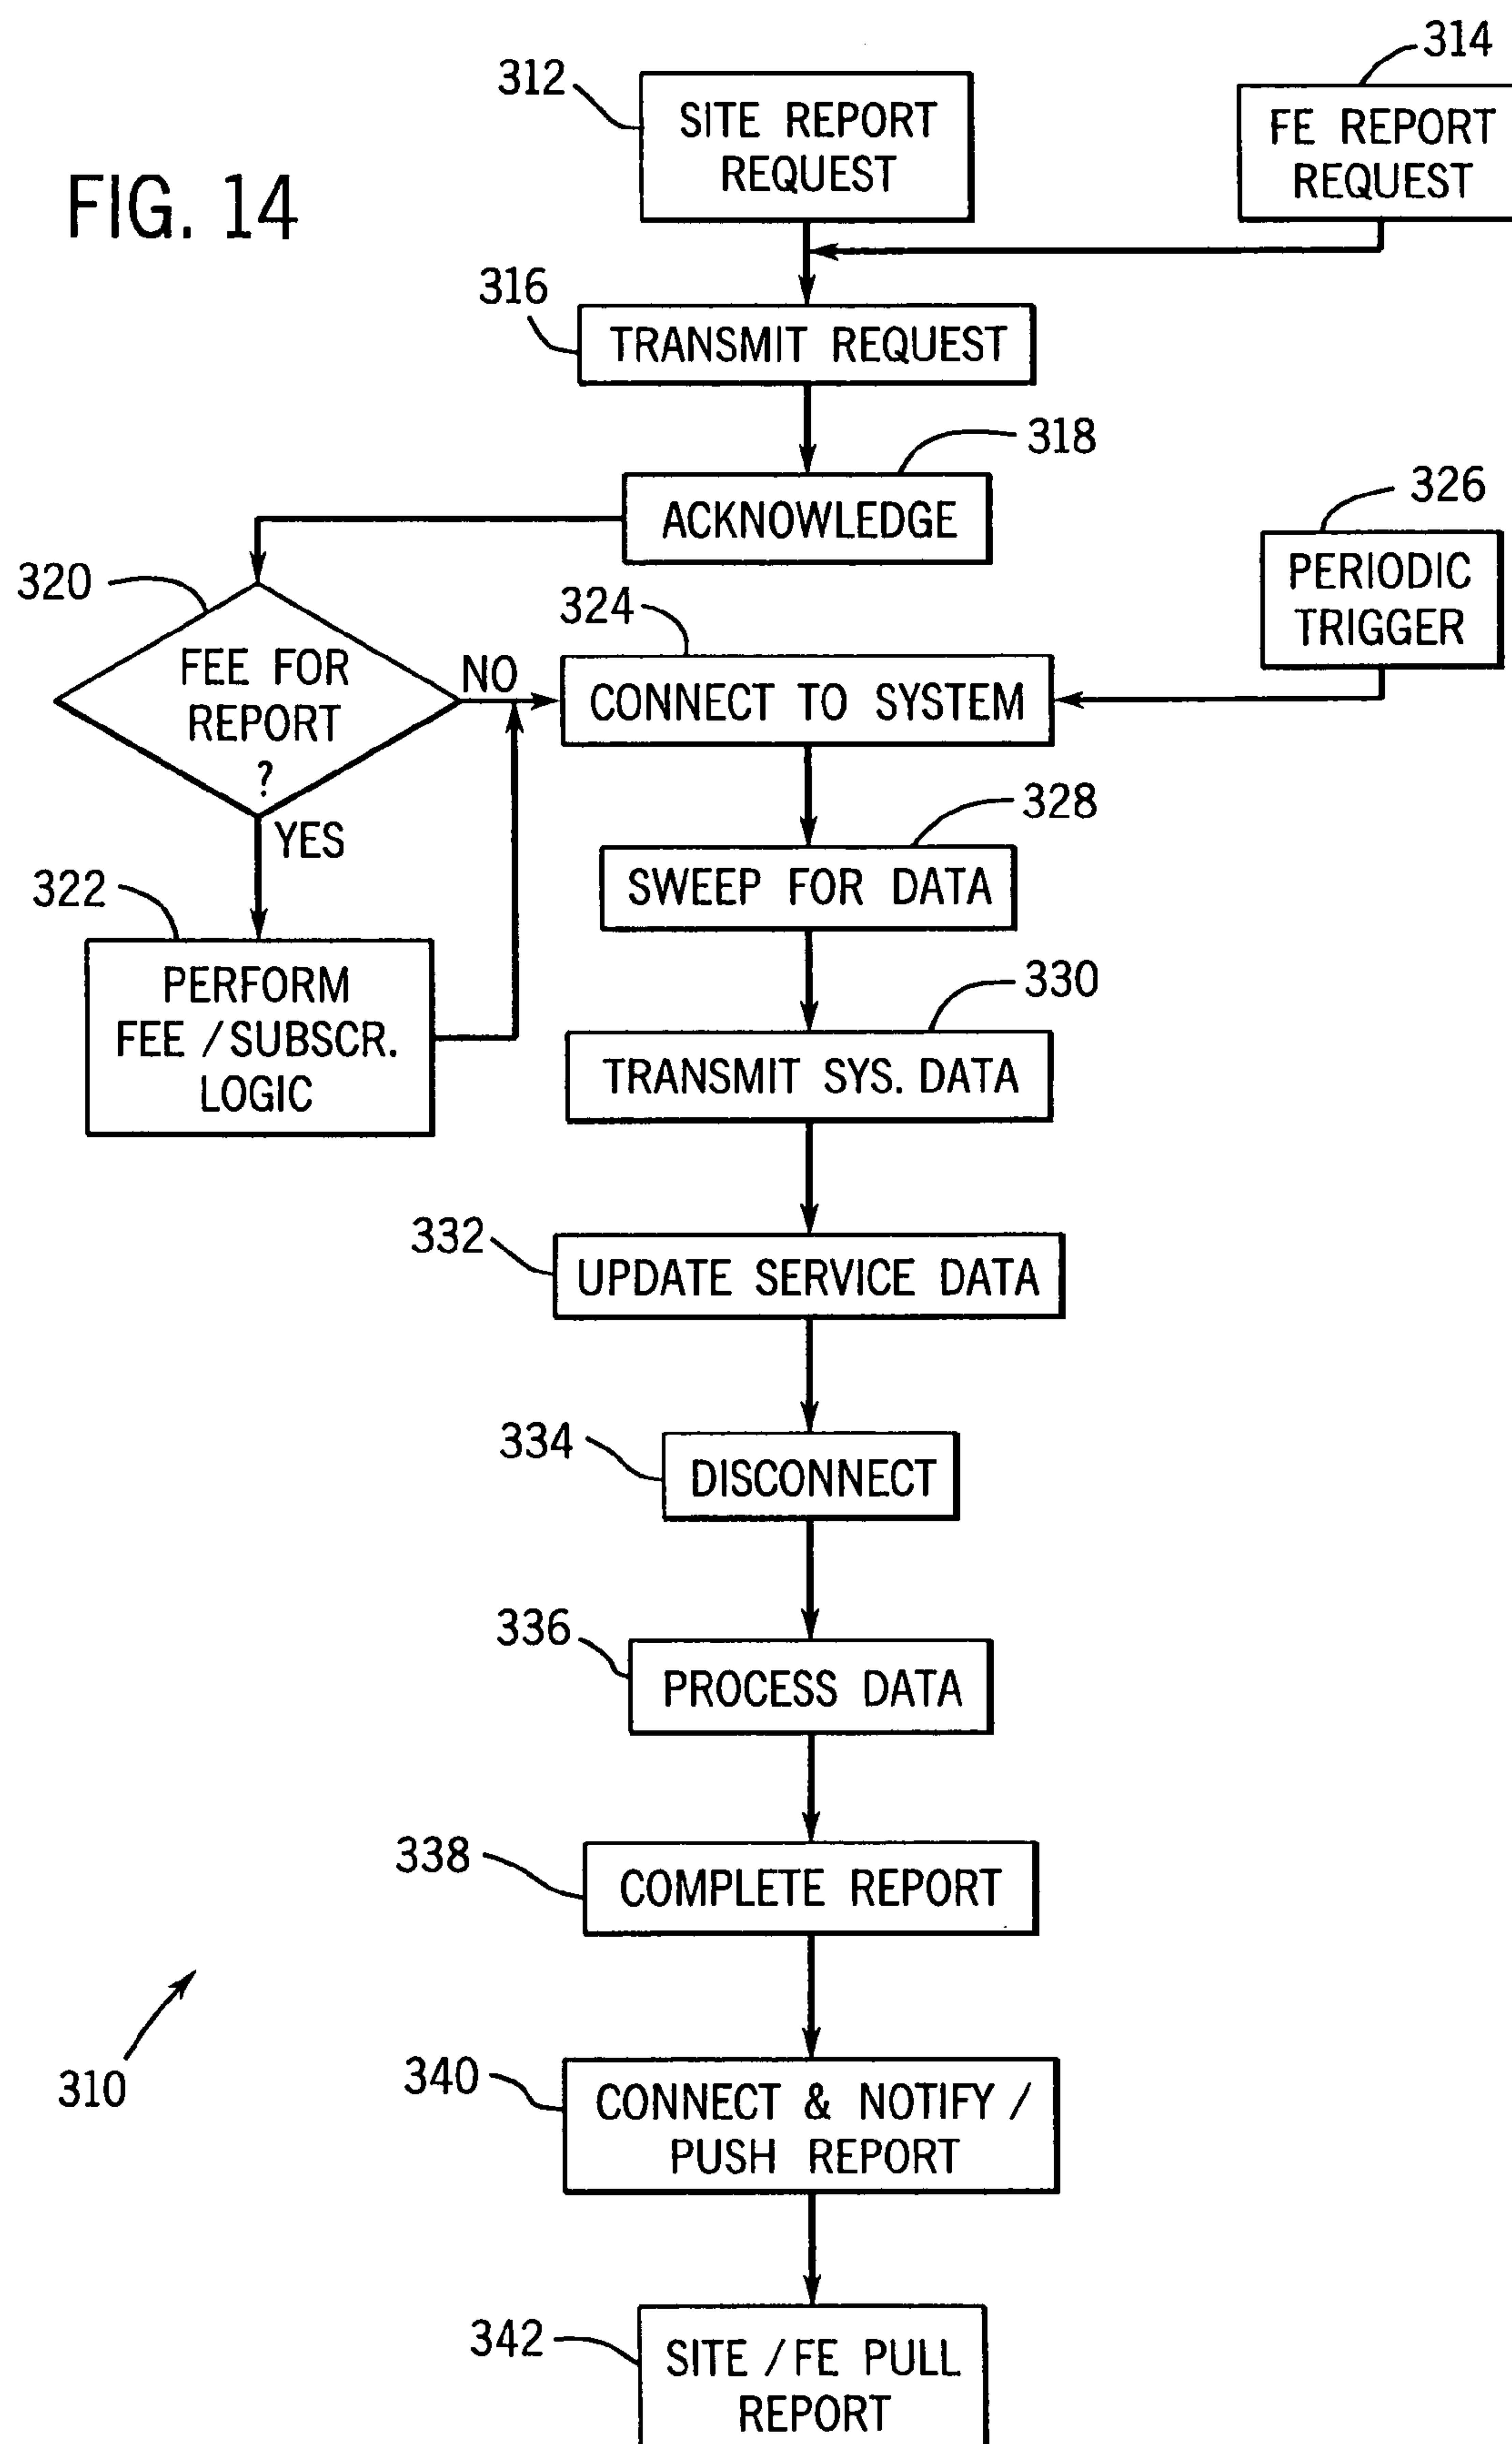 FIG. 14
312
SITE REPORT
REQUEST
314
FE REPORT
REQUEST
316
TRANSMIT REQUEST
318
ACKNOWLEDGE
320
FEE FOR
REPORT
?
NO
YES
322
PERFORM
FEE / SUBSCR.
LOGIC
324
CONNECT TO SYSTEM
326
PERIODIC
TRIGGER
328
SWEEP FOR DATA
330
TRANSMIT SYS. DATA
332
UPDATE SERVICE DATA
334
DISCONNECT
336
PROCESS DATA
338
COMPLETE REPORT
310
340
CONNECT & NOTIFY /
PUSH REPORT
342
SITE / FE PULL
REPORT